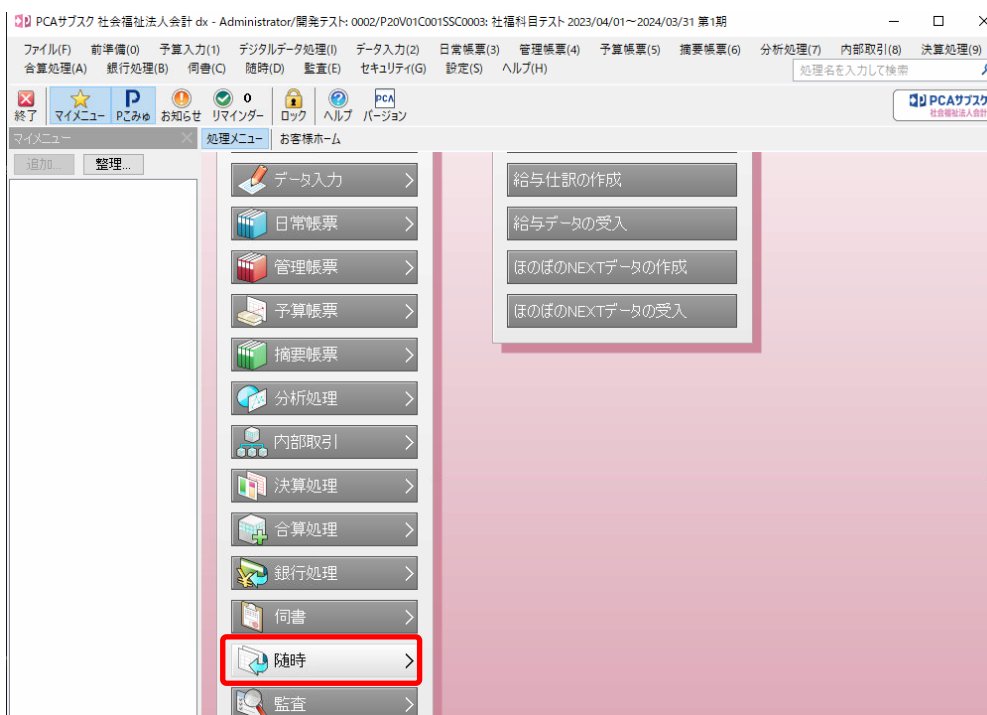 PCAサブスク 社会福祉法人会計 dx - Administrator/開発テスト: 0002/P20V01C001SSC0003: 社福科目テスト 2023/04/01～2024/03/31 第1期
ファイル(F) 前準備(0) 予算入力(1) デジタルデータ処理(I) データ入力(2) 日常帳票(3) 管理帳票(4) 予算帳票(5) 摘要帳票(6) 分析処理(7) 内部取引(8) 決算処理(9)
合算処理(A) 銀行処理(B) 伺書(C) 随時(D) 監査(E) セキュリティ(G) 設定(S) ヘルプ(H)
処理名を入力して検索
終了 マイメニュー Pこみゅ お知らせ 0 リマインダー ロック ヘルプ PCA バージョン
PCAサブスク
社会福祉法人会計
マイメニュー
処理メニュー お客様ホーム
追加... 整理...
データ入力
日常帳票
管理帳票
予算帳票
摘要帳票
分析処理
内部取引
決算処理
合算処理
銀行処理
伺書
随時
監査
給与仕訳の作成
給与データの受入
ほのぼのNEXTデータの作成
ほのぼのNEXTデータの受入